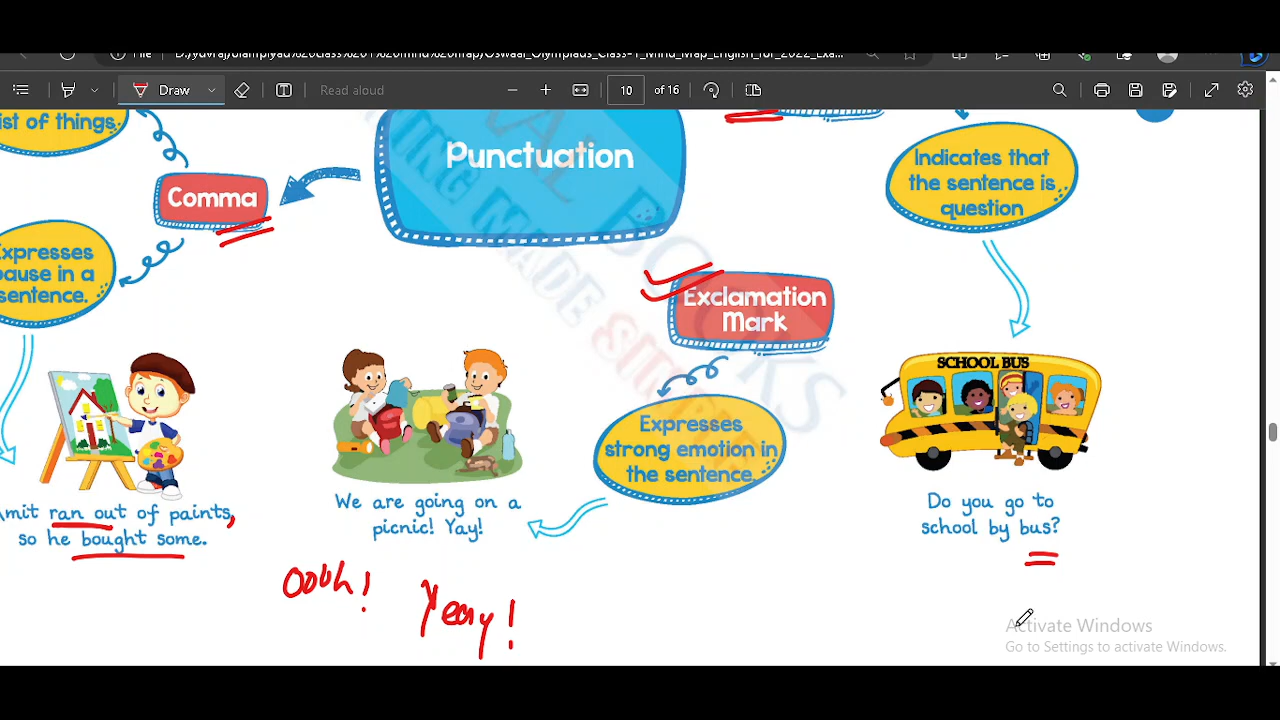 Draw
Read aloud
10 of 16
ist of things.
Punctuation
Indicates that
the sentence is
question
Comma
Expresses
pause in a
sentence.
Exclamation
Mark
SCHOOL BUS
Expresses
strong emotion in
the sentence.
mit ran out of paints,
so he bought some.
We are going on a
picnic! Yay!
Do you go to
school by bus?
Oouh!
Yeay!
Activate Windows
Go to Settings to activate Windows.